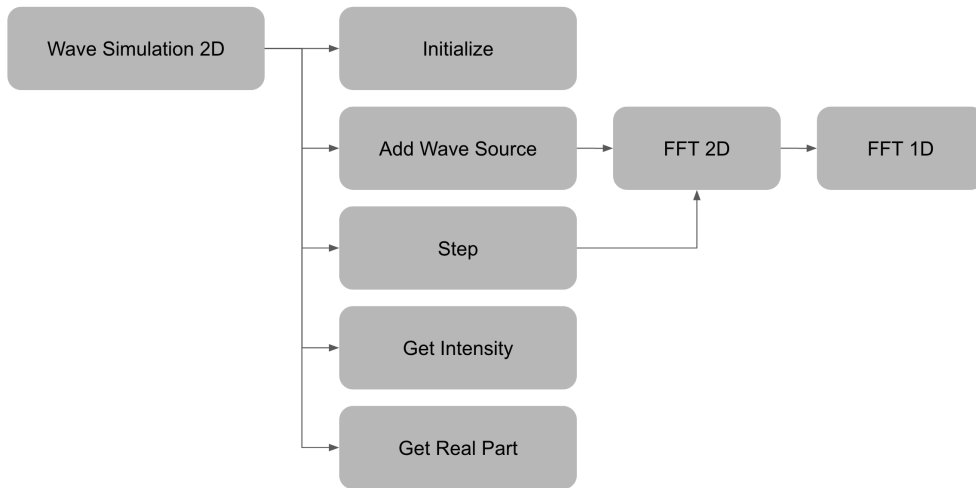 Wave Simulation 2D
Initialize
Add Wave Source
FFT 2D
FFT 1D
Step
Get Intensity
Get Real Part